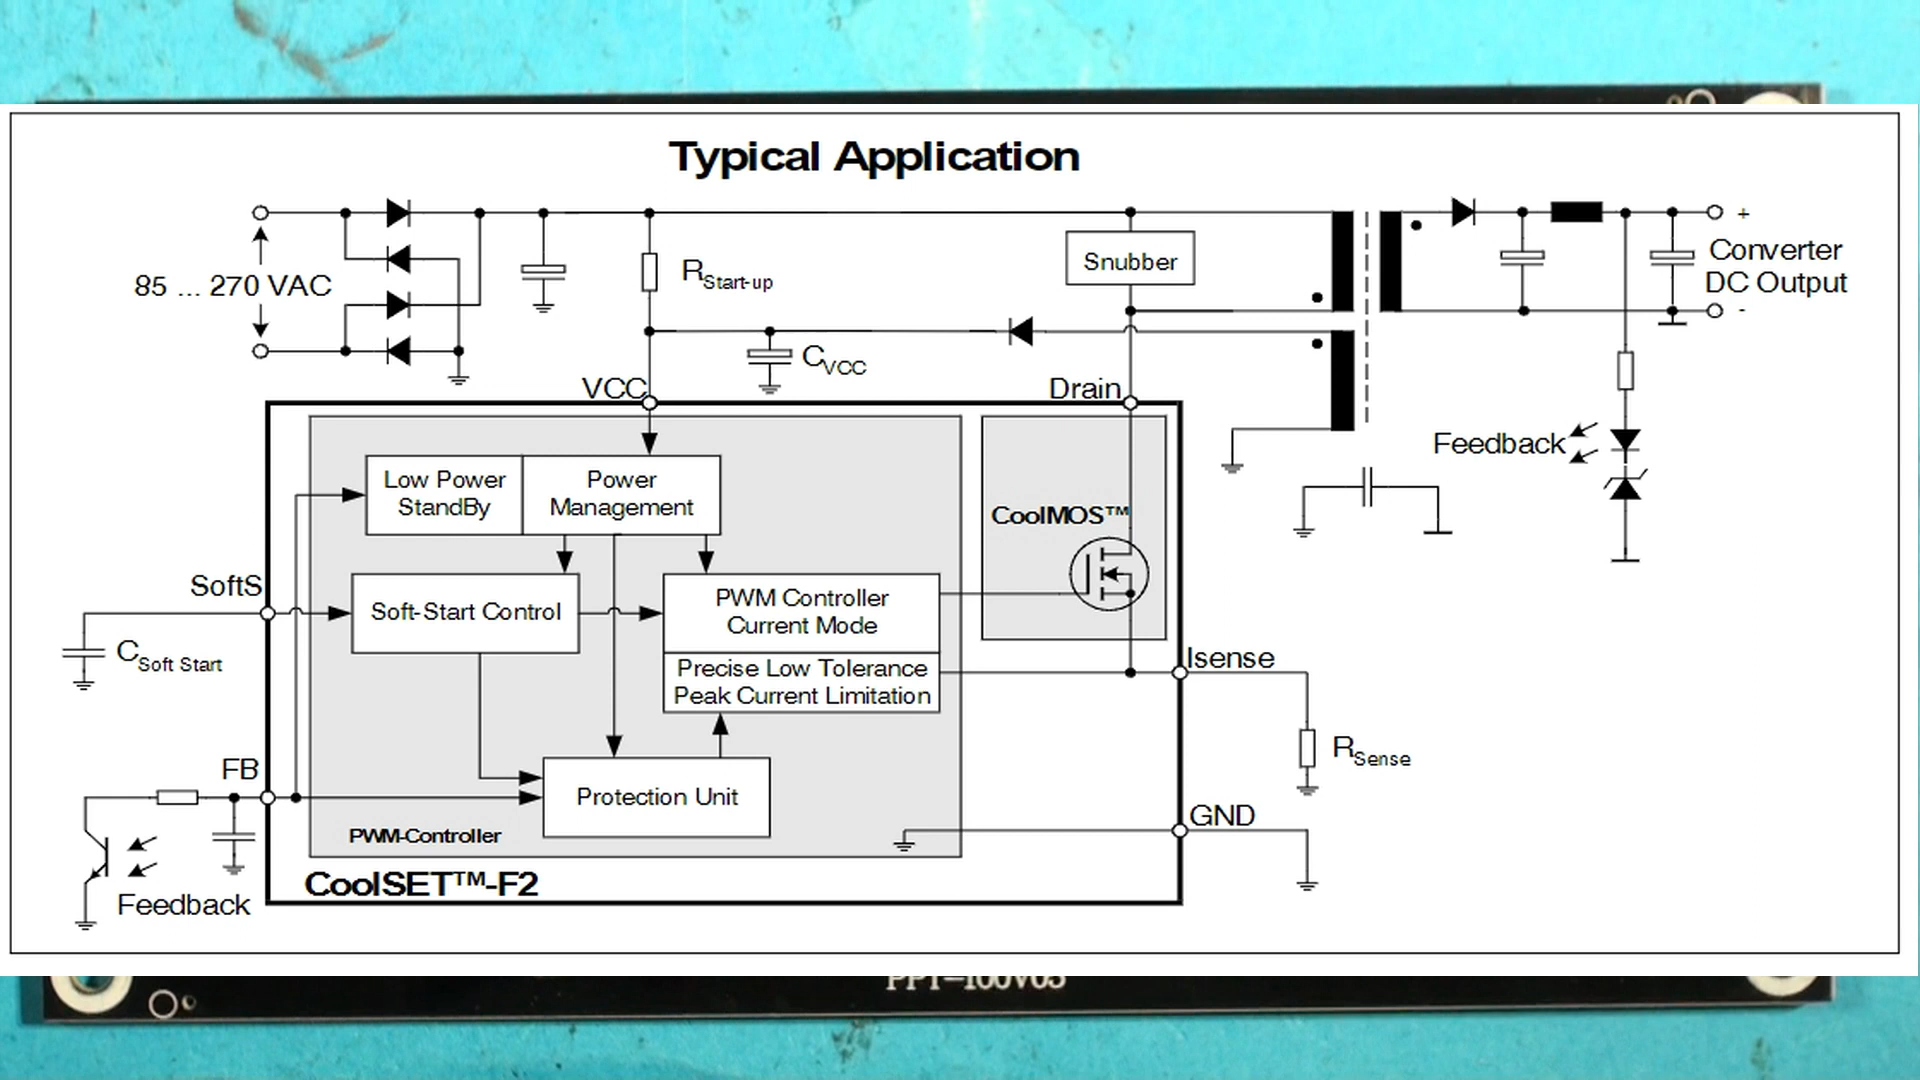 Typical Application
85 ... 270 VAC
RStart-up
Snubber
+
Converter
DC Output
-
CVCC
VCC
Drain
Feedback
Low Power
StandBy
Power
Management
CoolMOS™
SoftS
CSoft Start
Soft-Start Control
PWM Controller
Current Mode
Precise Low Tolerance
Peak Current Limitation
Isense
RSense
FB
Protection Unit
PWM-Controller
GND
CoolSET™-F2
Feedback